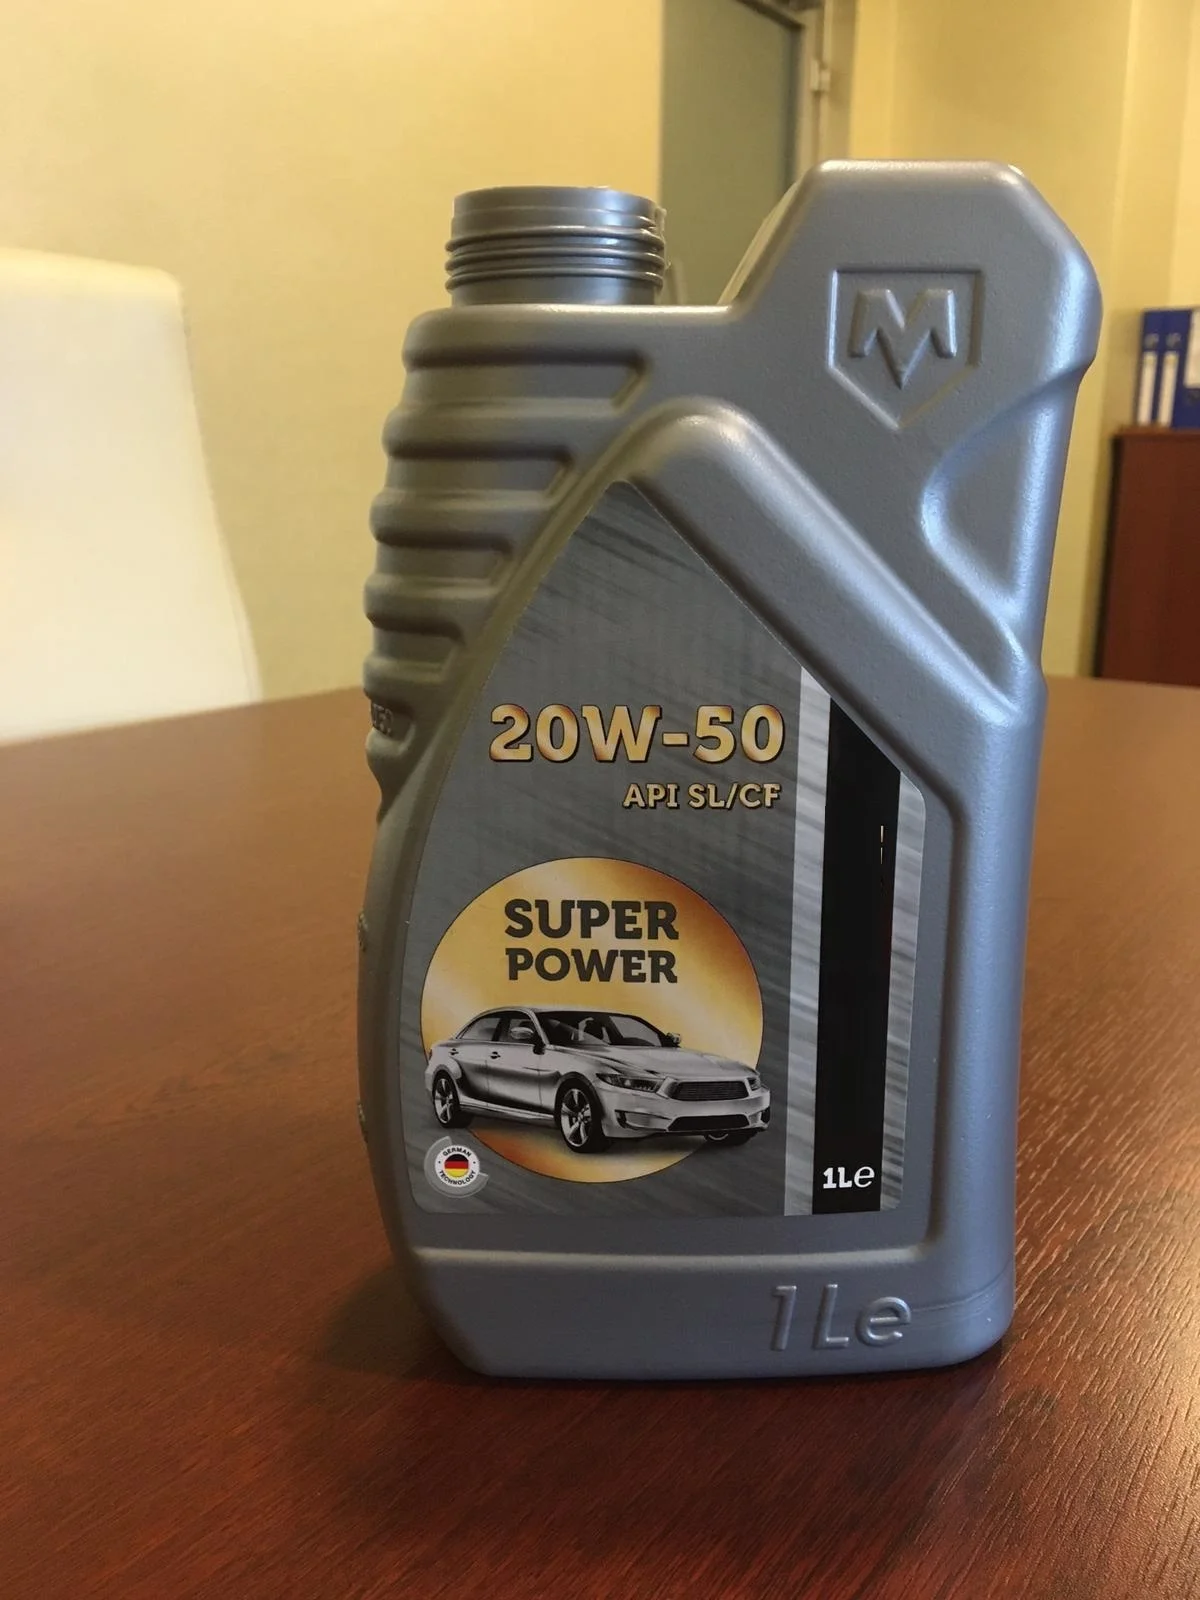 M
20W-50
API SL/CF
SUPER
POWER
GERMAN
TECHNOLOGY
1Le
1Le